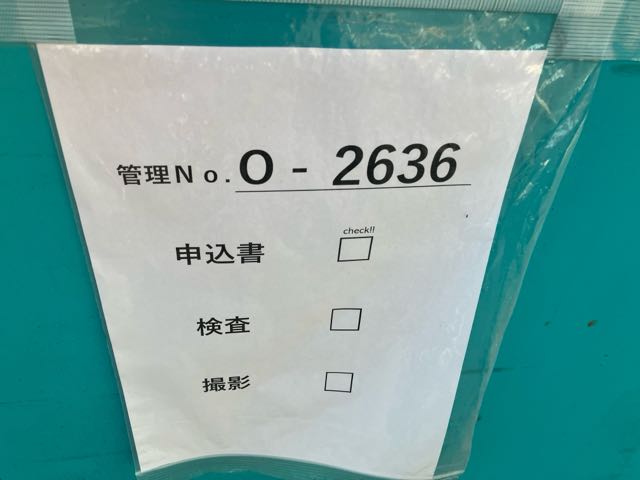 管理No. O - 2636
check!!
申込書 □
検査 □
撮影 □